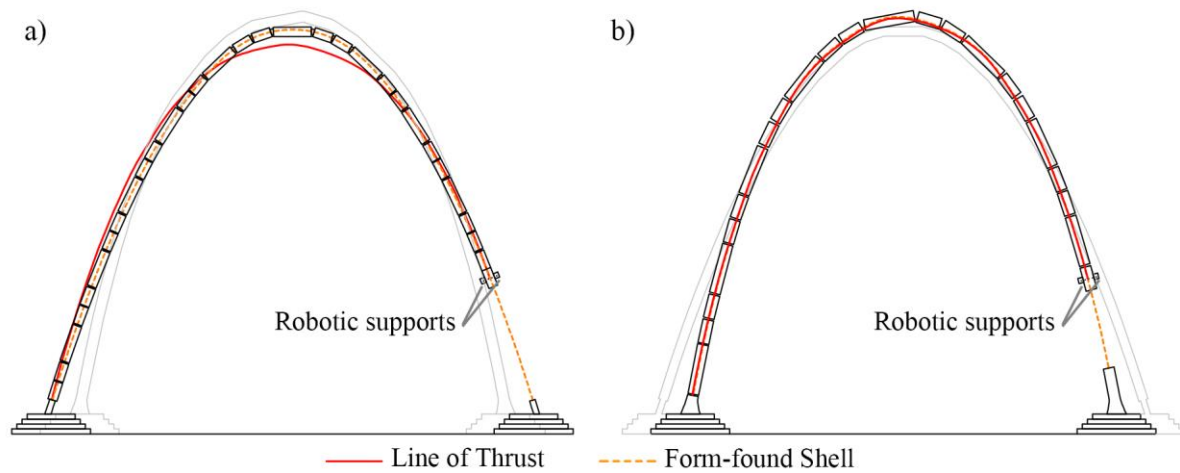 a)
b)
Robotic supports
Robotic supports
Line of Thrust
Form-found Shell